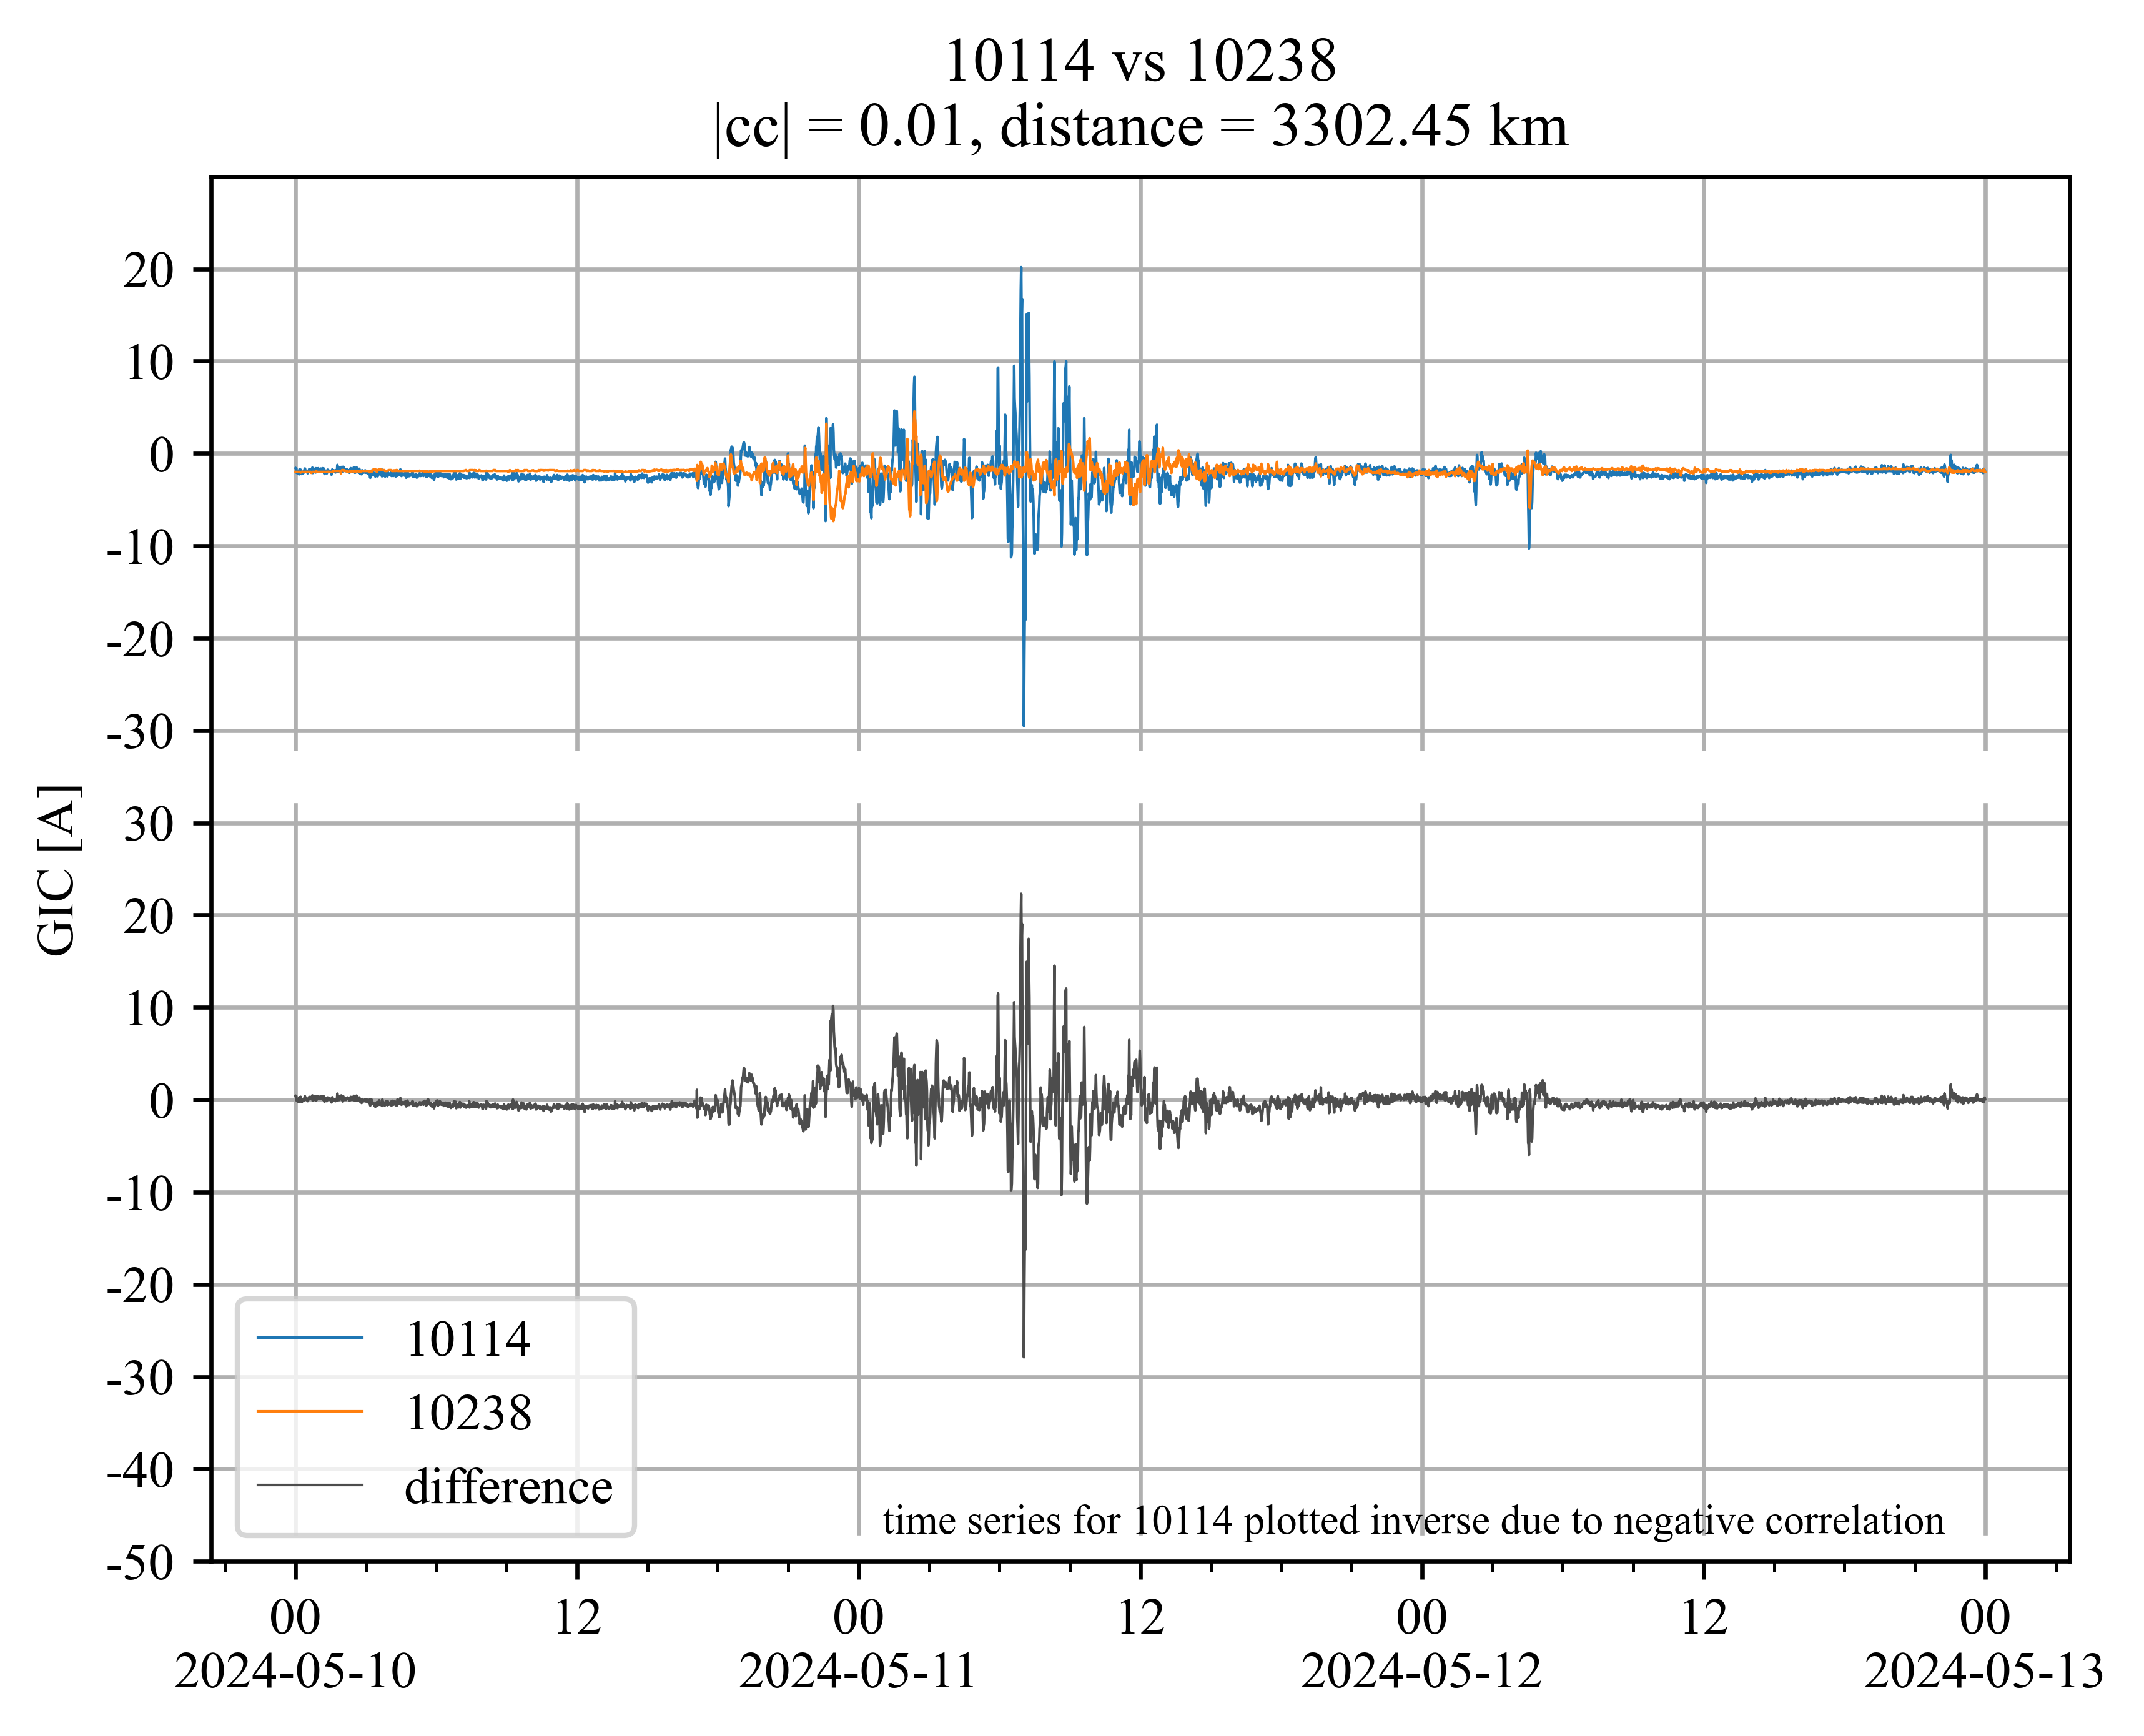 10114 vs 10238
|cc| = 0.01, distance = 3302.45 km
GIC [A]
20
10
0
-10
-20
-30
30
20
10
0
-10
-20
-30
-40
-50
10114
10238
difference
time series for 10114 plotted inverse due to negative correlation
00 12 00 12 00 12 00
2024-05-10 2024-05-11 2024-05-12 2024-05-13